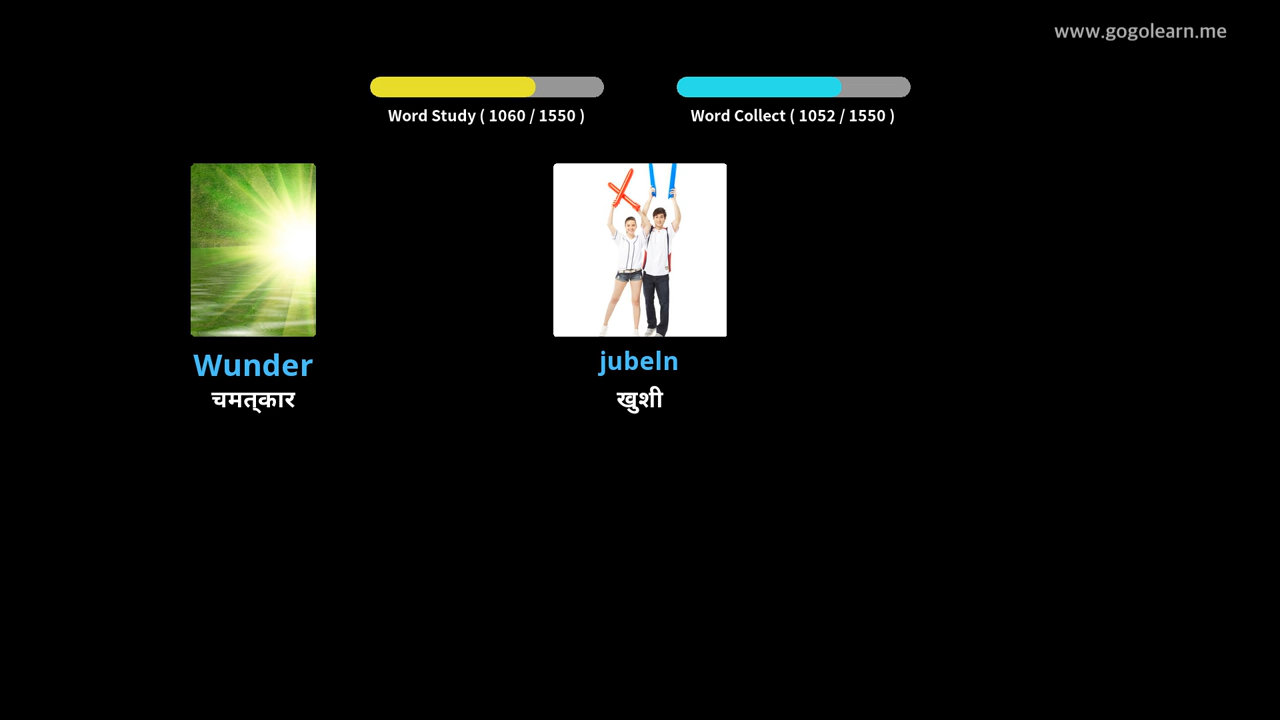 www.gogolearn.me
Word Study ( 1060 / 1550 )
Word Collect ( 1052 / 1550 )
Wunder
चमत्‌कार
jubeln
खुशी